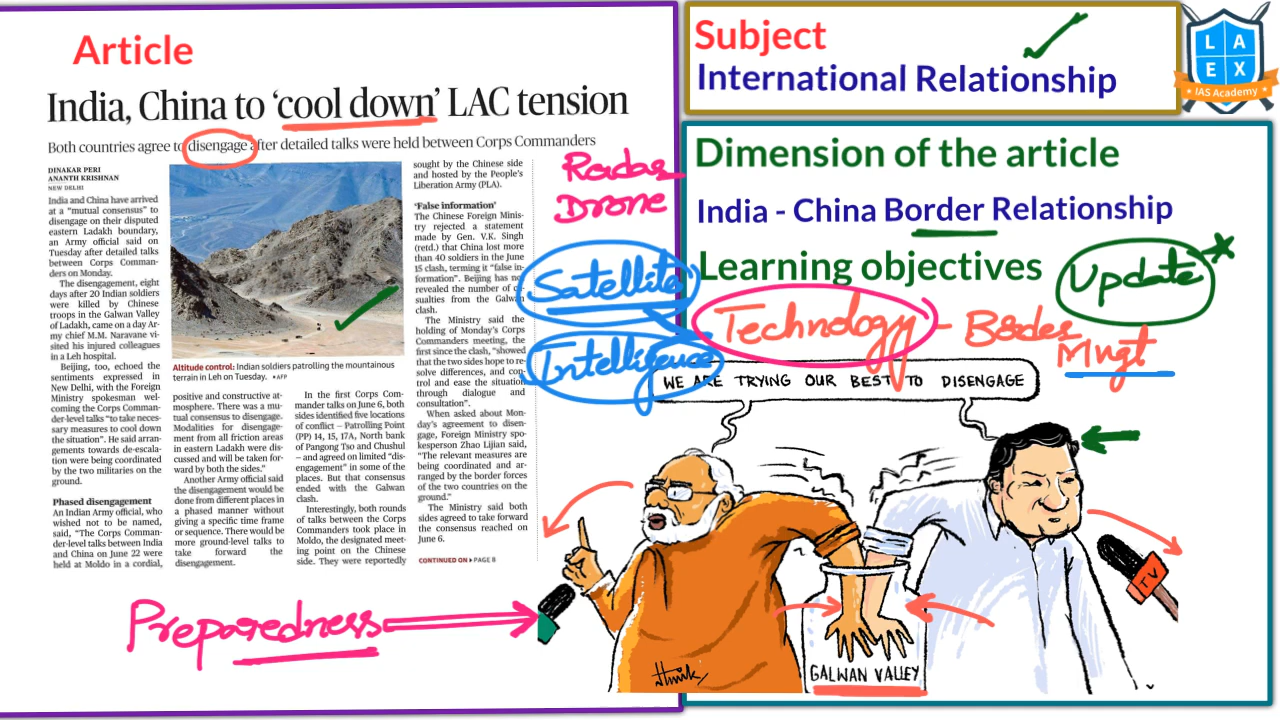 Article
India, China to ‘cool down’ LAC tension
Both countries agree to disengage after detailed talks were held between Corps Commanders
DINAKAR PERI
ANANTH KRISHNAN
NEW DELHI
India and China have arrived
at a “mutual consensus” to
disengage on their disputed
eastern Ladakh boundary,
an Army official said on
Tuesday after detailed talks
between Corps Comman-
ders on Monday.
The disengagement, eight
days after 20 Indian soldiers
were killed by Chinese
troops in the Galwan Valley
of Ladakh, came on a day Ar-
my chief M.M. Naravane vi-
sited his injured colleagues
in a Leh hospital.
Beijing, too, echoed the
sentiments expressed in
New Delhi, with the Foreign
Ministry spokesman wel-
coming the Corps Comman-
der-level talks “to take neces-
sary measures to cool down
the situation”. He said arran-
gements towards de-escala-
tion were being coordinated
by the two militaries on the
ground.
Phased disengagement
An Indian Army official, who
wished not to be named,
said, “The Corps Comman-
der-level talks between India
and China on June 22 were
held at Moldo in a cordial,
Altitude control: Indian soldiers patrolling the mountainous
terrain in Leh on Tuesday. • AFP
positive and constructive at-
mosphere. There was a mu-
tual consensus to disengage.
Modalities for disengage-
ment from all friction areas
in eastern Ladakh were dis-
cussed and will be taken for-
ward by both the sides.”
Another Army official said
the disengagement would be
done from different places in
a phased manner without
giving a specific time frame
or sequence. There would be
more ground-level talks to
take forward the
disengagement.
In the first Corps Com-
mander talks on June 6, both
sides identified five locations
of conflict – Patrolling Point
(PP) 14, 15, 17A, North bank
of Pangong Tso and Chushul
– and agreed on limited “dis-
engagement” in some of the
places. But that consensus
ended with the Galwan
clash.
Interestingly, both rounds
of talks between the Corps
Commanders took place in
Moldo, the designated meet-
ing point on the Chinese
side. They were reportedly
sought by the Chinese side
and hosted by the People’s
Liberation Army (PLA).
‘False information’
The Chinese Foreign Minis-
try rejected a statement
made by Gen. V.K. Singh
(retd.) that China lost more
than 40 soldiers in the June
15 clash, terming it “false in-
formation”. Beijing has not
revealed the number of ca-
sualties from the Galwan
clash.
The Ministry said the
holding of Monday’s Corps
Commanders meeting, the
first since the clash, “showed
that the two sides hope to re-
solve differences, and con-
trol and ease the situation
through dialogue and
consultation”.
When asked about Mon-
day’s agreement to disen-
gage, Foreign Ministry spo-
kesperson Zhao Lijian said,
“The relevant measures are
being coordinated and ar-
ranged by the border forces
of the two countries on the
ground.”
The Ministry said both
sides agreed to take forward
the consensus reached on
June 6.
CONTINUED ON ▸ PAGE 8
Radar
Drone
Satellite
Intelligence
Preparedness
Subject
International Relationship
L A
E X
IAS Academy
Dimension of the article
India - China Border Relationship
Learning objectives
Update
Technology - Border
Mngt
WE ARE TRYING OUR BEST TO DISENGAGE
TV
GALWAN VALLEY